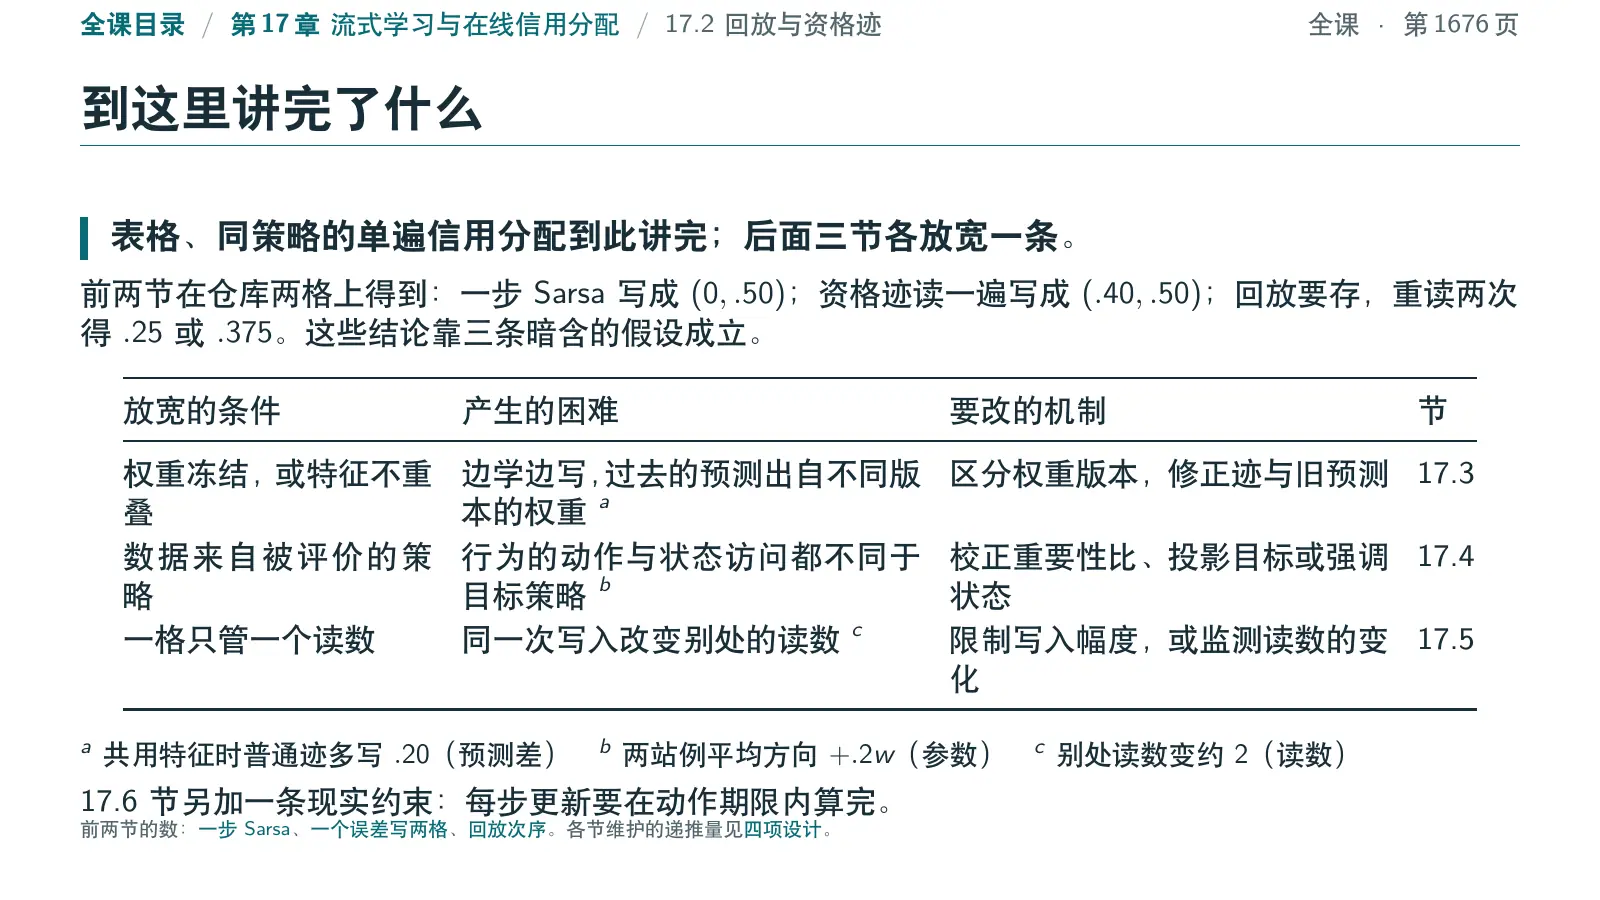 全课目录 / 第 17 章 流式学习与在线信用分配 / 17.2 回放与资格迹
全课 · 第 1676 页
到这里讲完了什么
表格、同策略的单遍信用分配到此讲完；后面三节各放宽一条。
前两节在仓库两格上得到：一步 Sarsa 写成 (0, .50)；资格迹读一遍写成 (.40, .50)；回放要存，重读两次
得 .25 或 .375。这些结论靠三条暗含的假设成立。
放宽的条件 产生的困难 要改的机制 节
权重冻结，或特征不重 边学边写，过去的预测出自不同版 区分权重版本，修正迹与旧预测 17.3
叠 本的权重 a
数据来自被评价的策 行为的动作与状态访问都不同于 校正重要性比、投影目标或强调 17.4
略 目标策略 b 状态
一格只管一个读数 同一次写入改变别处的读数 c 限制写入幅度，或监测读数的变 17.5
化
a 共用特征时普通迹多写 .20（预测差） b 两站例平均方向 +.2w（参数） c 别处读数变约 2（读数）
17.6 节另加一条现实约束：每步更新要在动作期限内算完。
前两节的数：一步 Sarsa、一个误差写两格、回放次序。各节维护的递推量见四项设计。